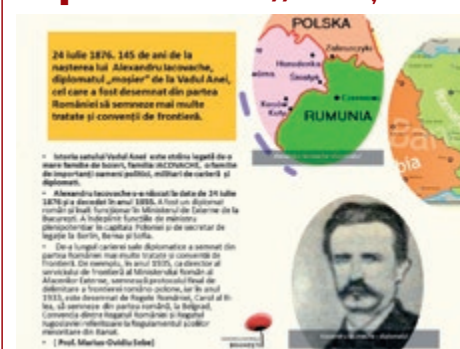 24 iulie 1876. 145 de ani de la
nașterea lui Alexandru Iacovache,
diplomatul „moșier” de la Vadul Anei,
cel care a fost desemnat din partea
României să semneze mai multe
tratate și convenții de frontieră.
• Istoria satului Vadul Anei este strâns legată de o
mare familie de boieri, familia IACOVACHE, o familie
de importanți oameni politici, militari de carieră și
diplomați.
• Alexandru Iacovache s-a născut la data de 24 iulie
1876 și a decedat în anul. A fost un diplomat
român și înalt funcționar în Ministerul de Externe de la
București. A îndeplinit funcțiile de ministru
plenipotențiar în capitala Poloniei și de secretar de
legație la Berlin, Berna și Sofia.
• De-a lungul carierei sale diplomatice a semnat din
partea României mai multe tratate și convenții de
frontieră. De exemplu, în anul 1935, ca director al
serviciului de frontieră al Ministerului Român al
Afacerilor Externe, semnează protocolul final de
delimitare a frontierei româno-polone, iar în anul
1933, este desemnat de Regele României, Carol al II-
lea, să semneze din partea română, la Belgrad,
Convenția dintre Regatul României și Regatul
Iugoslaviei referitoare la Regulamentul școlilor
minoritare din Banat.
• ( Prof. Marius-Ovidiu Sebe)
POLSKA
Zaleszczyki
Horodenka
Śniatyn
Kosów
Kuty
Czerniowce
RUMUNIA